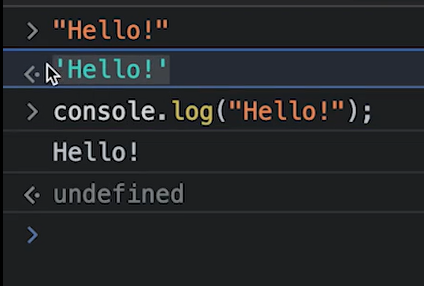 > "Hello!"
<· 'Hello!'
> console.log("Hello!");
Hello!
<· undefined
>